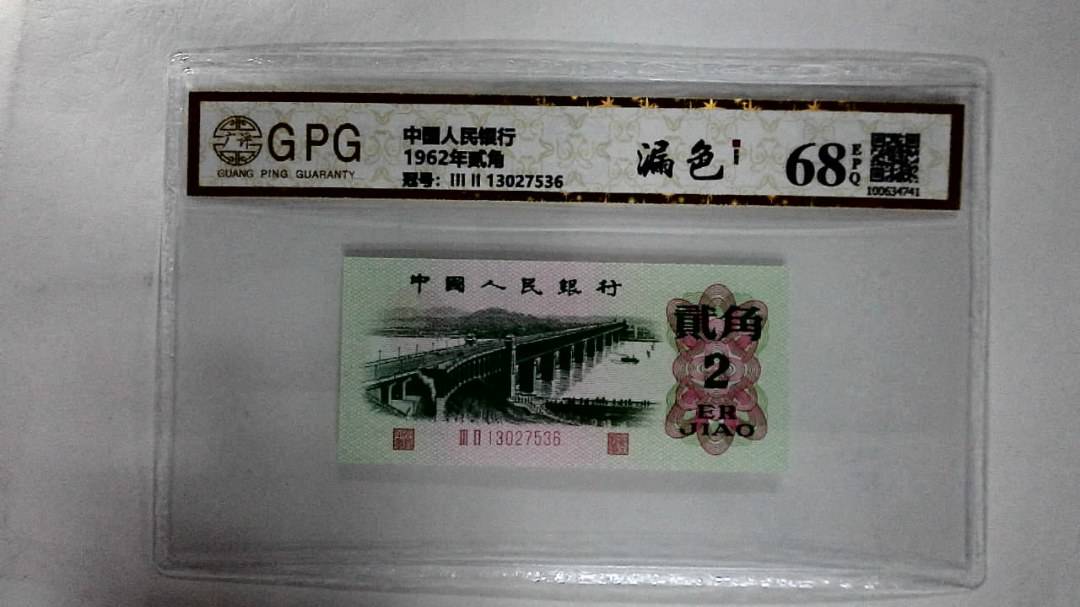 GPG
GUANG PING GUARANTY
中國人民銀行
1962年贰角
冠号: III II 13027536
漏色
68
EPQ
100634741
中國人民銀行
貳角
2
ER
JIAO
III II 13027536